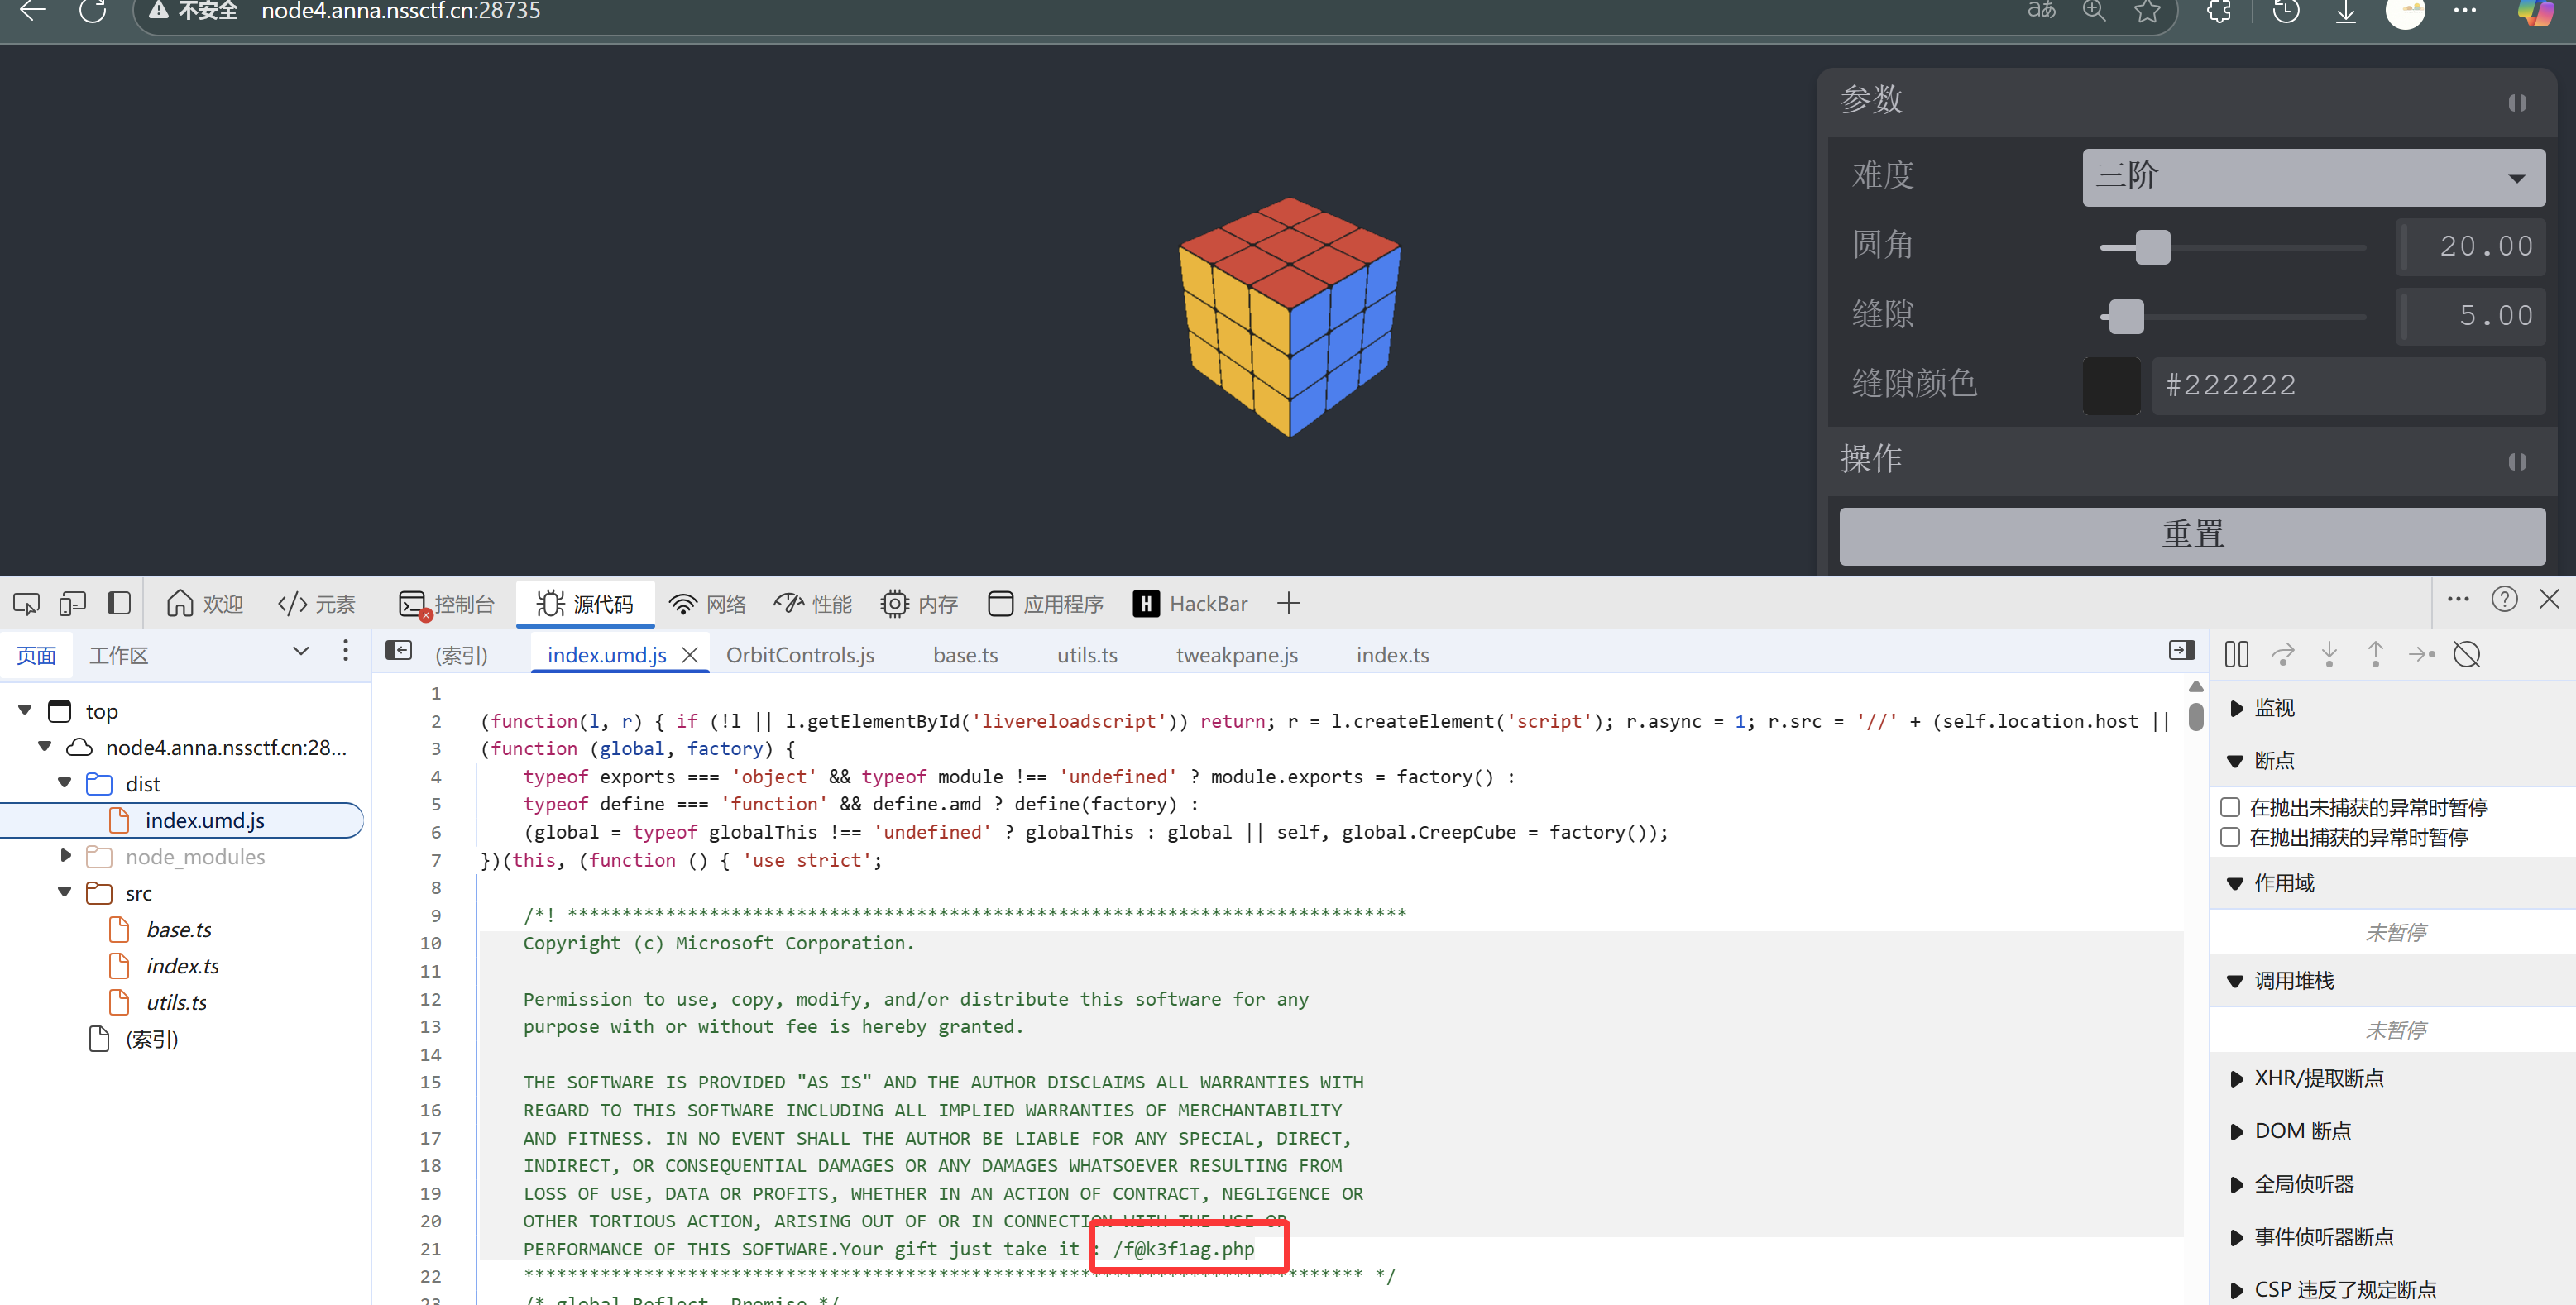 不安全 node4.anna.nssctf.cn:28735 aあ
参数
难度 三阶
圆角 20.00
缝隙 5.00
缝隙颜色 #222222
操作
重置
欢迎 </> 元素 控制台 源代码 网络 性能 内存 应用程序 H HackBar
页面 工作区 (索引) index.umd.js OrbitControls.js base.ts utils.ts tweakpane.js index.ts
top
node4.anna.nssctf.cn:28...
dist
index.umd.js
node_modules
src
base.ts
index.ts
utils.ts
(索引)
1
2 (function(l, r) { if (!l || l.getElementById('livereloadscript')) return; r = l.createElement('script'); r.async = 1; r.src = '//' + (self.location.host ||
3 (function (global, factory) {
4 typeof exports === 'object' && typeof module !== 'undefined' ? module.exports = factory() :
5 typeof define === 'function' && define.amd ? define(factory) :
6 (global = typeof globalThis !== 'undefined' ? globalThis : global || self, global.CreepCube = factory());
7 })(this, (function () { 'use strict';
8
9 /*! *****************************************************************************
10 Copyright (c) Microsoft Corporation.
11
12 Permission to use, copy, modify, and/or distribute this software for any
13 purpose with or without fee is hereby granted.
14
15 THE SOFTWARE IS PROVIDED "AS IS" AND THE AUTHOR DISCLAIMS ALL WARRANTIES WITH
16 REGARD TO THIS SOFTWARE INCLUDING ALL IMPLIED WARRANTIES OF MERCHANTABILITY
17 AND FITNESS. IN NO EVENT SHALL THE AUTHOR BE LIABLE FOR ANY SPECIAL, DIRECT,
18 INDIRECT, OR CONSEQUENTIAL DAMAGES OR ANY DAMAGES WHATSOEVER RESULTING FROM
19 LOSS OF USE, DATA OR PROFITS, WHETHER IN AN ACTION OF CONTRACT, NEGLIGENCE OR
20 OTHER TORTIOUS ACTION, ARISING OUT OF OR IN CONNECTION WITH THE USE OR
21 PERFORMANCE OF THIS SOFTWARE.Your gift just take it : /f@k3f1ag.php
22 ***************************************************************************** */
23 /* global Reflect, Promise */
监视
断点
在抛出未捕获的异常时暂停
在抛出捕获的异常时暂停
作用域
未暂停
调用堆栈
未暂停
XHR/提取断点
DOM 断点
全局侦听器
事件侦听器断点
CSP 违反了规定断点